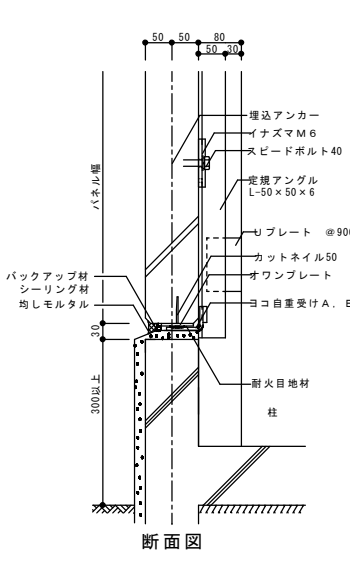 50 50 80
50 30
埋込アンカー
イナズマM6
スピードボルト40
定規アングル
L-50×50×6
パネル幅
Uプレート @900
カットネイル50
オワンプレート
バックアップ材
シーリング材
均しモルタル
ヨコ自重受けA, B
30
300以上
耐火目地材
柱
断面図